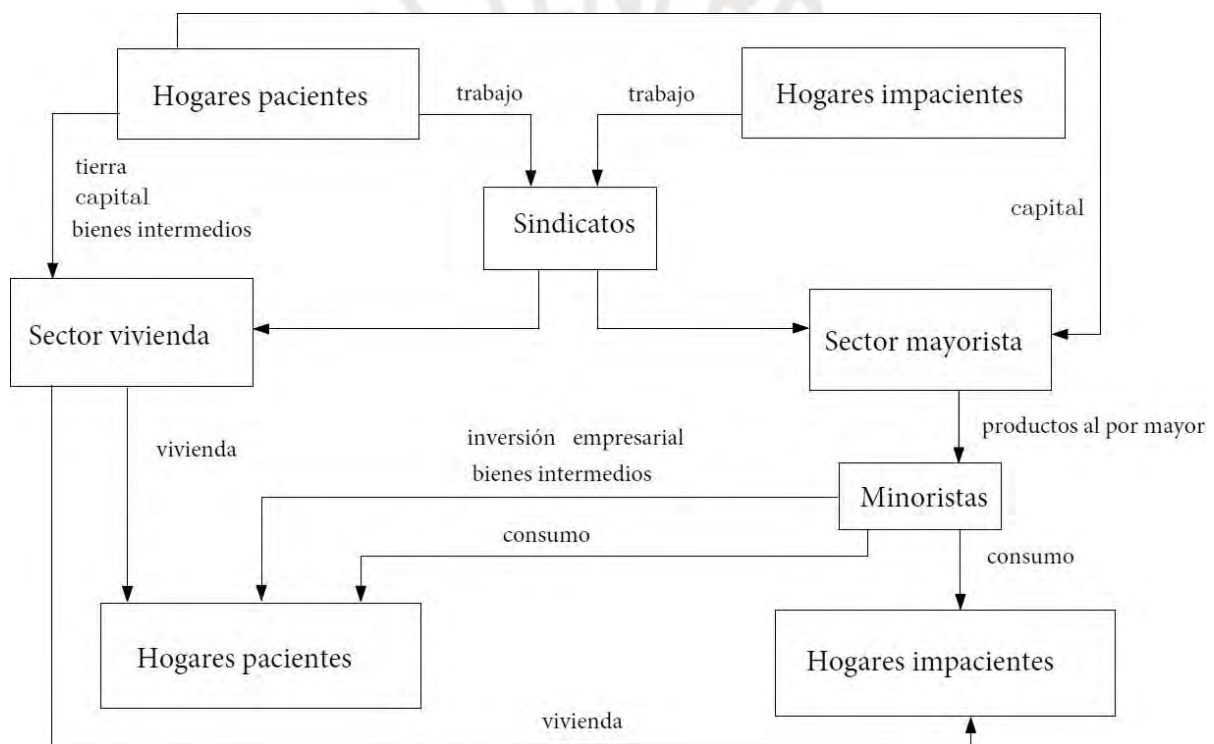 Hogares pacientes
Hogares impacientes
trabajo
trabajo
tierra
capital
bienes intermedios
Sindicatos
capital
Sector vivienda
Sector mayorista
productos al por mayor
vivienda
inversión empresarial
bienes intermedios
Minoristas
consumo
consumo
Hogares pacientes
Hogares impacientes
vivienda